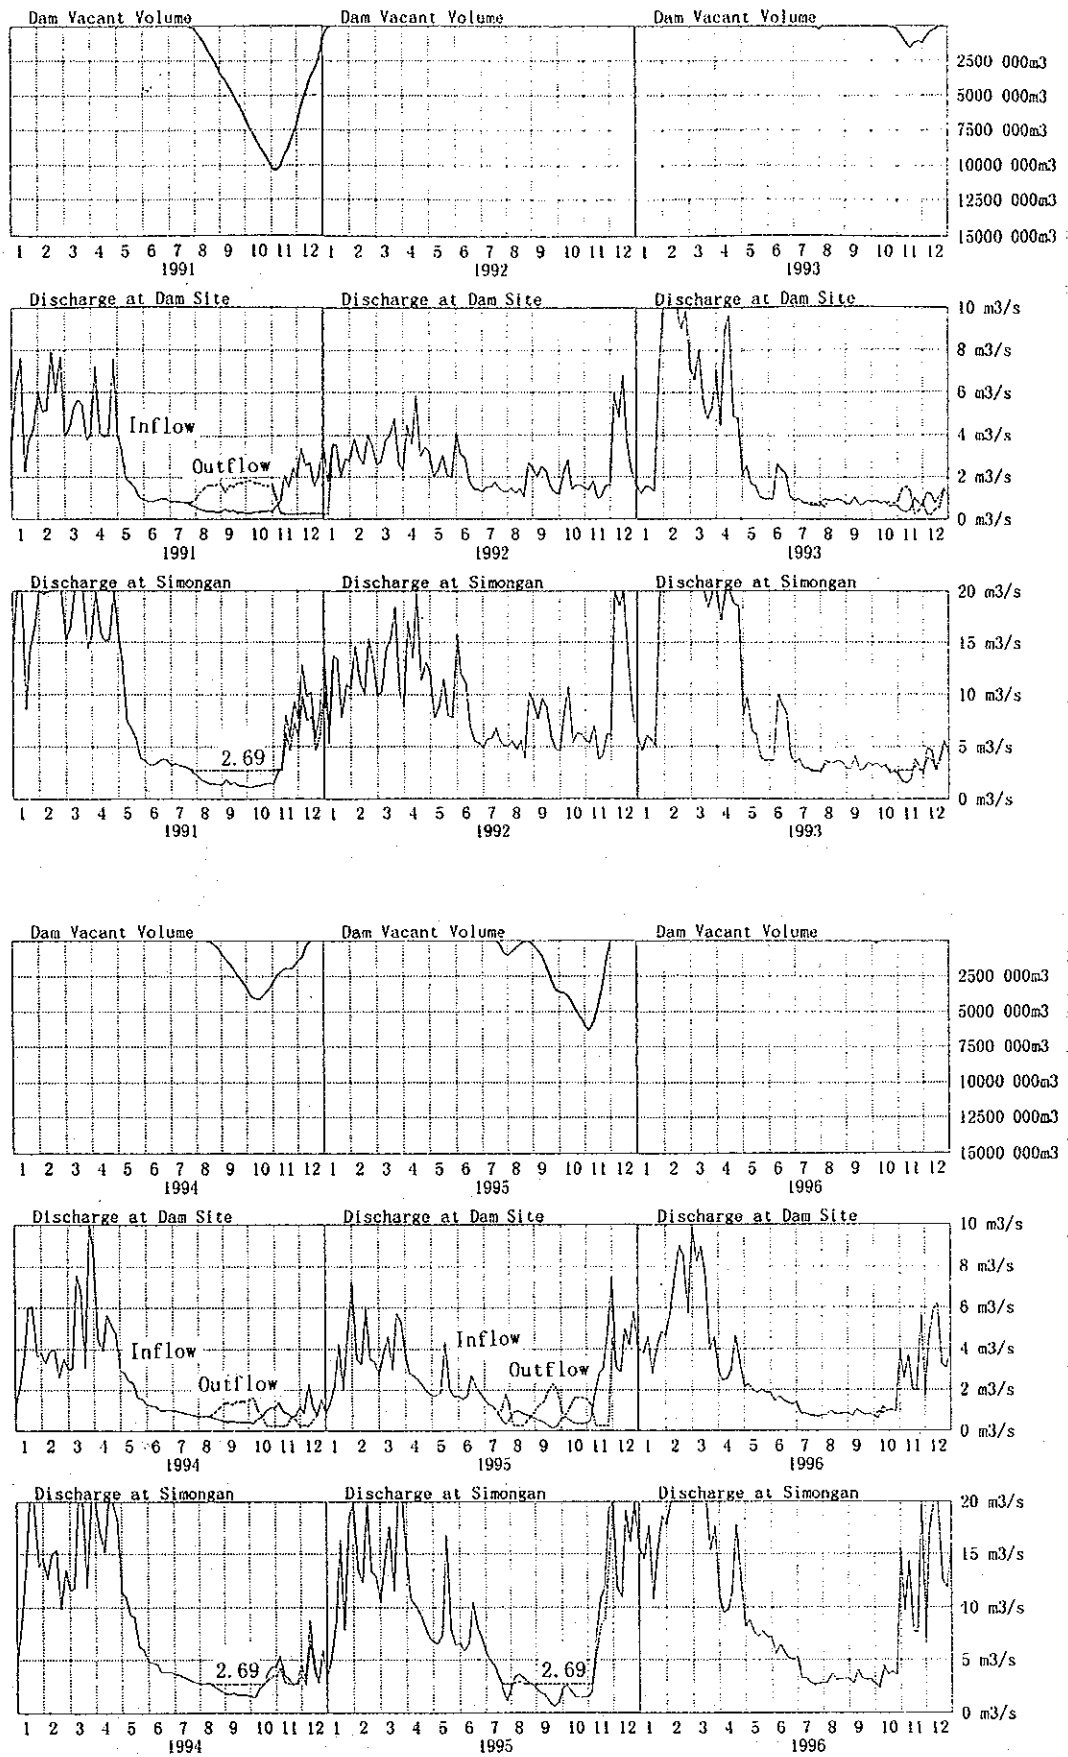 Dam Vacant Volume Dam Vacant Volume Dam Vacant Volume
2500 000m3
5000 000m3
7500 000m3
10000 000m3
12500 000m3
15000 000m3
1 2 3 4 5 6 7 8 9 10 11 12 1 2 3 4 5 6 7 8 9 10 11 12 1 2 3 4 5 6 7 8 9 10 11 12
1991 1992 1993
Discharge at Dam Site Discharge at Dam Site Discharge at Dam Site
10 m3/s
8 m3/s
6 m3/s
Inflow
4 m3/s
Outflow
2 m3/s
0 m3/s
1 2 3 4 5 6 7 8 9 10 11 12 1 2 3 4 5 6 7 8 9 10 11 12 1 2 3 4 5 6 7 8 9 10 11 12
1991 1992 1993
Discharge at Simongan Discharge at Simongan Discharge at Simongan
20 m3/s
15 m3/s
10 m3/s
2.69
5 m3/s
0 m3/s
1 2 3 4 5 6 7 8 9 10 11 12 1 2 3 4 5 6 7 8 9 10 11 12 1 2 3 4 5 6 7 8 9 10 11 12
1991 1992 1993
Dam Vacant Volume Dam Vacant Volume Dam Vacant Volume
2500 000m3
5000 000m3
7500 000m3
10000 000m3
12500 000m3
15000 000m3
1 2 3 4 5 6 7 8 9 10 11 12 1 2 3 4 5 6 7 8 9 10 11 12 1 2 3 4 5 6 7 8 9 10 11 12
1994 1995 1996
Discharge at Dam Site Discharge at Dam Site Discharge at Dam Site
10 m3/s
8 m3/s
6 m3/s
Inflow Inflow
4 m3/s
Outflow Outflow
2 m3/s
0 m3/s
1 2 3 4 5 6 7 8 9 10 11 12 1 2 3 4 5 6 7 8 9 10 11 12 1 2 3 4 5 6 7 8 9 10 11 12
1994 1995 1996
Discharge at Simongan Discharge at Simongan Discharge at Simongan
20 m3/s
15 m3/s
10 m3/s
2.69 2.69
5 m3/s
0 m3/s
1 2 3 4 5 6 7 8 9 10 11 12 1 2 3 4 5 6 7 8 9 10 11 12 1 2 3 4 5 6 7 8 9 10 11 12
1994 1995 1996